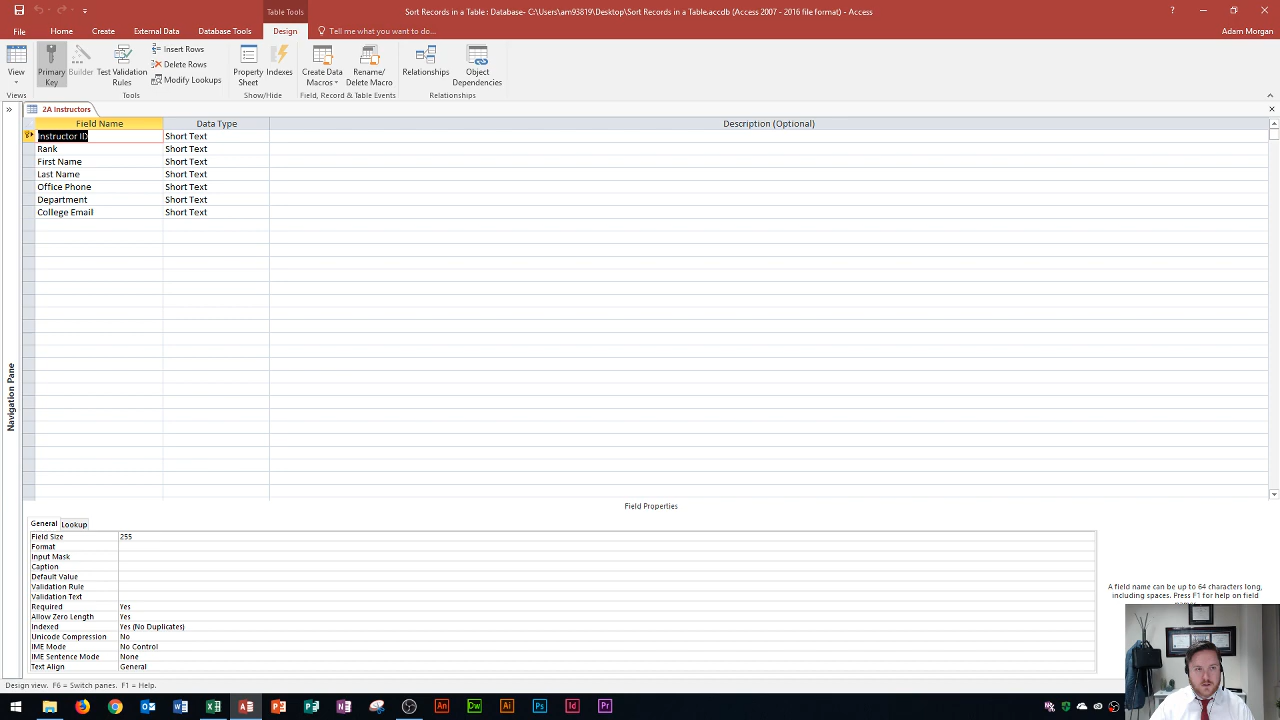 Table Tools
Sort Records in a Table : Database- C:\Users\am93819\Desktop\Sort Records in a Table.accdb (Access 2007 - 2016 file format) - Access
File Home Create External Data Database Tools Design Tell me what you want to do... Adam Morgan
View
Primary Key
Builder
Test Validation Rules
Insert Rows
Delete Rows
Modify Lookups
Property Sheet
Indexes
Create Data Macros
Rename/ Delete Macro
Relationships
Object Dependencies
Views Tools Show/Hide Field, Record & Table Events Relationships
2A Instructors
Field Name Data Type Description (Optional)
Instructor ID Short Text
Rank Short Text
First Name Short Text
Last Name Short Text
Office Phone Short Text
Department Short Text
College Email Short Text
Navigation Pane
Field Properties
General Lookup
Field Size 255
Format
Input Mask
Caption
Default Value
Validation Rule
Validation Text
Required Yes
Allow Zero Length Yes
Indexed Yes (No Duplicates)
Unicode Compression No
IME Mode No Control
IME Sentence Mode None
Text Align General
A field name can be up to 64 characters long,
including spaces. Press F1 for help on field
Design view. F6 = Switch panes. F1 = Help.
An Dw Ai Ps Id Pr